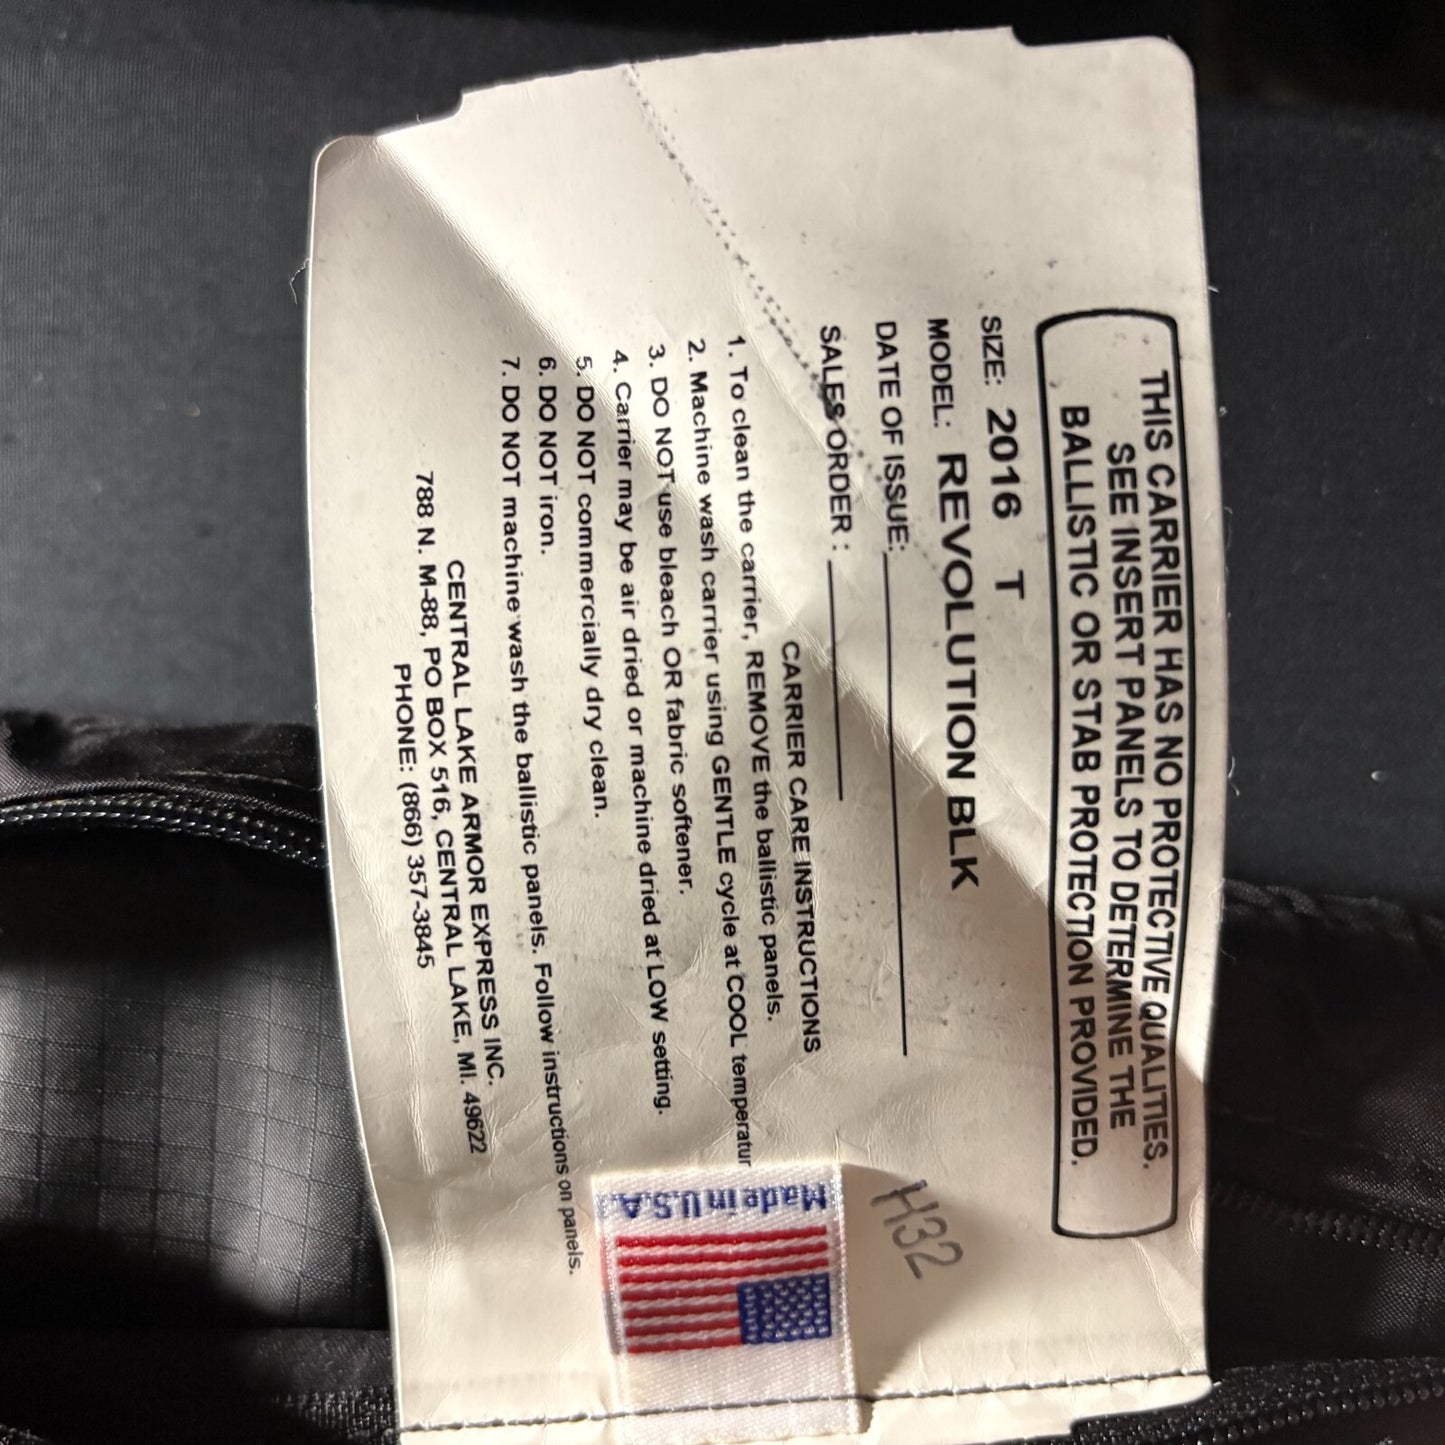 THIS CARRIER HAS NO PROTECTIVE QUALITIES.
SEE INSERT PANELS TO DETERMINE THE
BALLISTIC OR STAB PROTECTION PROVIDED.
SIZE: 2016 T
MODEL: REVOLUTION BLK
DATE OF ISSUE:
SALES ORDER :
CARRIER CARE INSTRUCTIONS
1. To clean the carrier, REMOVE the ballistic panels.
2. Machine wash carrier using GENTLE cycle at COOL temperatur
3. DO NOT use bleach OR fabric softener.
4. Carrier may be air dried or machine dried at LOW setting.
5. DO NOT commercially dry clean.
6. DO NOT iron.
7. DO NOT machine wash the ballistic panels. Follow instructions on panels.
CENTRAL LAKE ARMOR EXPRESS INC.
788 N. M-88, PO BOX 516, CENTRAL LAKE, MI. 49622
PHONE: (866) 357-3845
H32
Made in U.S.A.